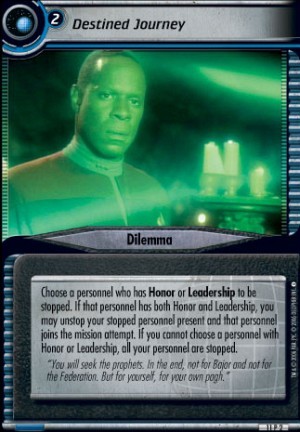 2
Destined Journey
Dilemma
Choose a personnel who has Honor or Leadership to be
stopped. If that personnel has both Honor and Leadership, you
may unstop your stopped personnel present and that personnel
joins the mission attempt. If you cannot choose a personnel with
Honor or Leadership, all your personnel are stopped.
"You will seek the prophets. In the end, not for Bajor and not for
the Federation. But for yourself, for your own pagh."